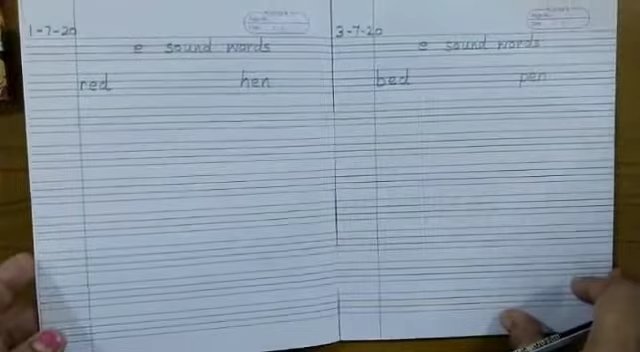 1-7-20
e sound words
red hen
3-7-20
e sound words
bed pen